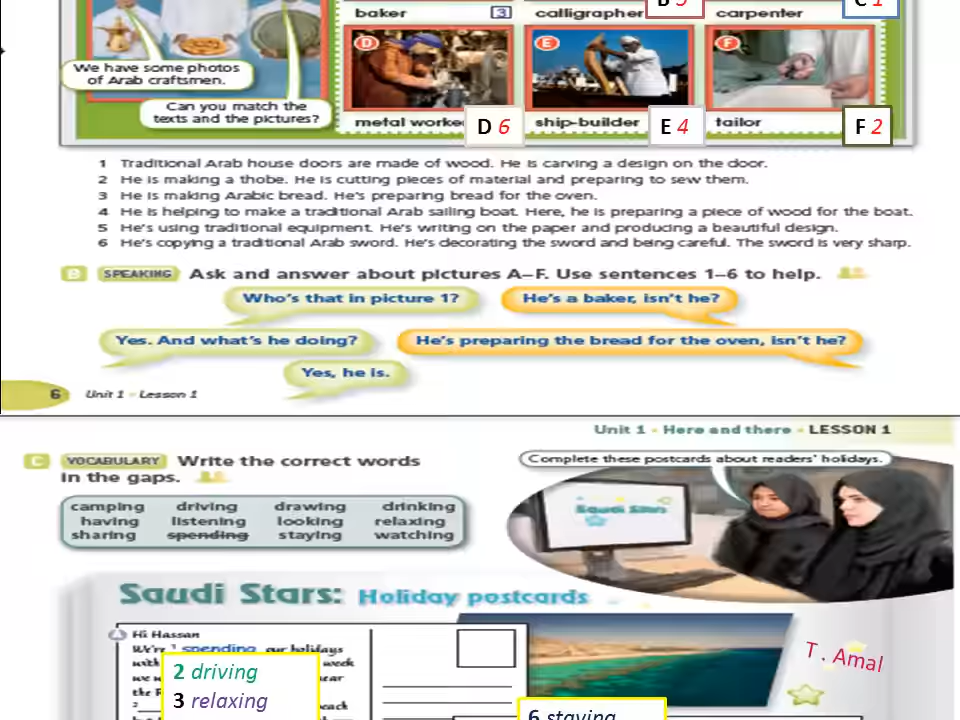 B 5
C 1
baker
3
calligrapher
carpenter
D
E
F
We have some photos
of Arab craftsmen.
Can you match the
texts and the pictures?
metal worker
D 6
ship-builder
E 4
tailor
F 2
1 Traditional Arab house doors are made of wood. He is carving a design on the door.
2 He is making a thobe. He is cutting pieces of material and preparing to sew them.
3 He is making Arabic bread. He's preparing bread for the oven.
4 He is helping to make a traditional Arab sailing boat. Here, he is preparing a piece of wood for the boat.
5 He's using traditional equipment. He's writing on the paper and producing a beautiful design.
6 He's copying a traditional Arab sword. He's decorating the sword and being careful. The sword is very sharp.
B SPEAKING Ask and answer about pictures A–F. Use sentences 1–6 to help.
Who's that in picture 1?
He's a baker, isn't he?
Yes. And what's he doing?
He's preparing the bread for the oven, isn't he?
Yes, he is.
6 Unit 1 • Lesson 1
Unit 1 • Here and there • LESSON 1
C VOCABULARY Write the correct words
in the gaps.
Complete these postcards about readers' holidays.
camping driving drawing drinking
having listening looking relaxing
sharing spending staying watching
Saudi Stars
Saudi Stars: Holiday postcards
A Hi Hassan
We're 1 spending our holidays
with week
we
the
2 driving
3 relaxing
T . Amal
6 staying